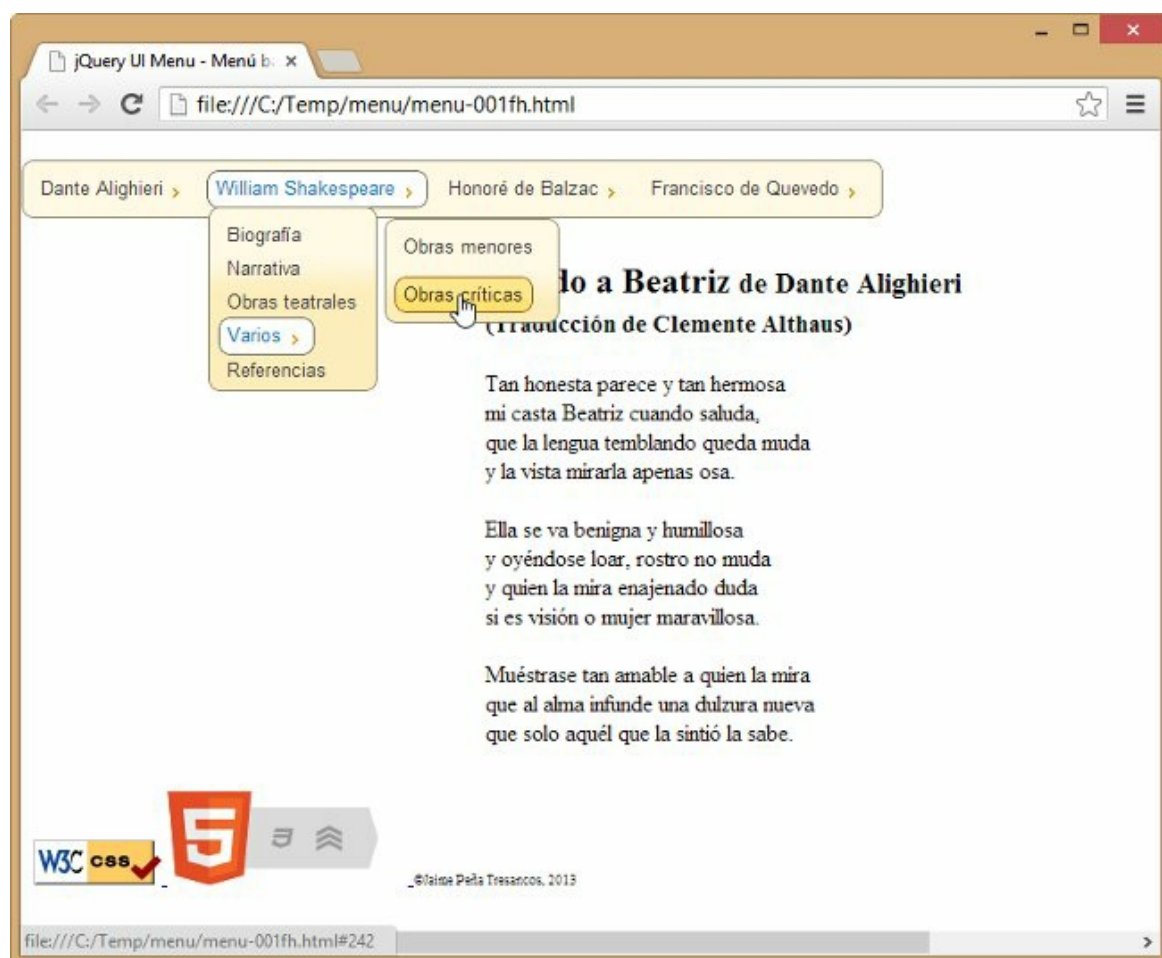 jQuery UI Menu - Menú b
file:///C:/Temp/menu/menu-001fh.html
Dante Alighieri William Shakespeare Honoré de Balzac Francisco de Quevedo
Biografía
Narrativa
Obras teatrales
Varios
Referencias
Obras menores
Obras críticas
do a Beatriz de Dante Alighieri
(Traducción de Clemente Althaus)
Tan honesta parece y tan hermosa
mi casta Beatriz cuando saluda,
que la lengua temblando queda muda
y la vista mirarla apenas osa.
Ella se va benigna y humillosa
y oyéndose loar, rostro no muda
y quien la mira enajenado duda
si es visión o mujer maravillosa.
Muéstrase tan amable a quien la mira
que al alma infunde una dulzura nueva
que solo aquél que la sintió la sabe.
W3C css
5 3
©Jaime Peña Tresancos, 2013
file:///C:/Temp/menu/menu-001fh.html#242